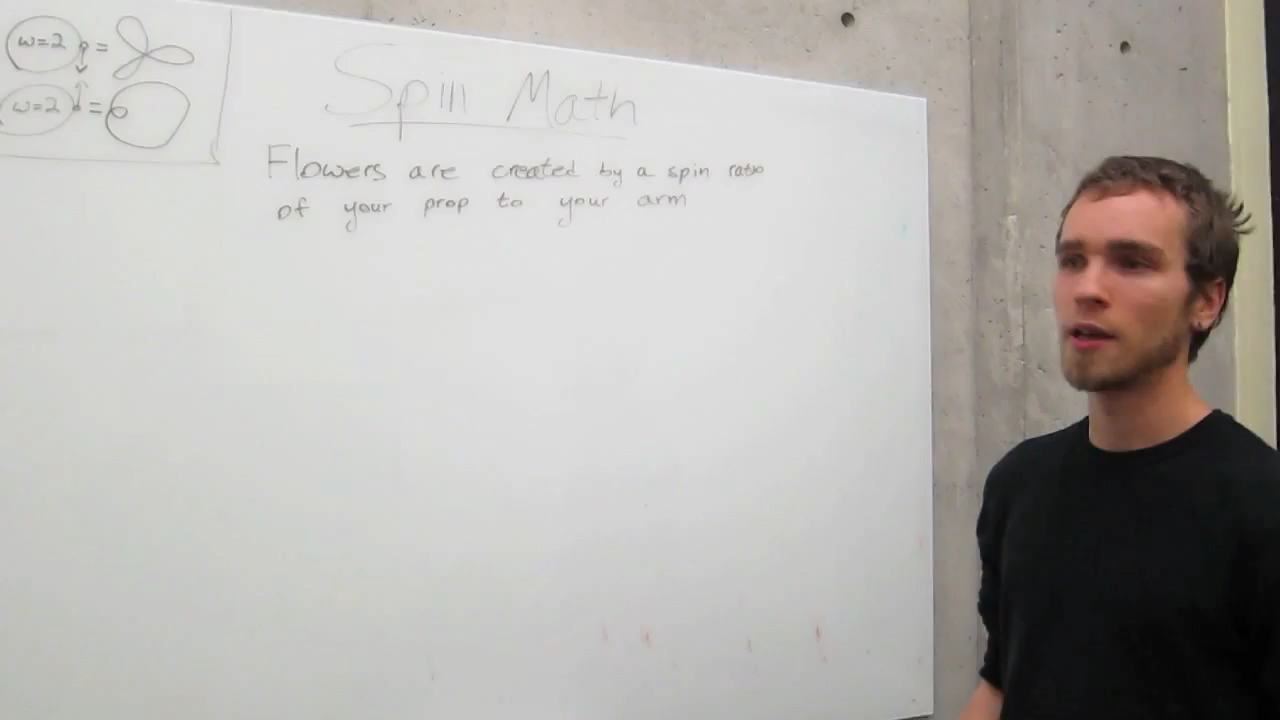 w=2 =
w=2 =
Spin Math
Flowers are created by a spin ratio
of your prop to your arm